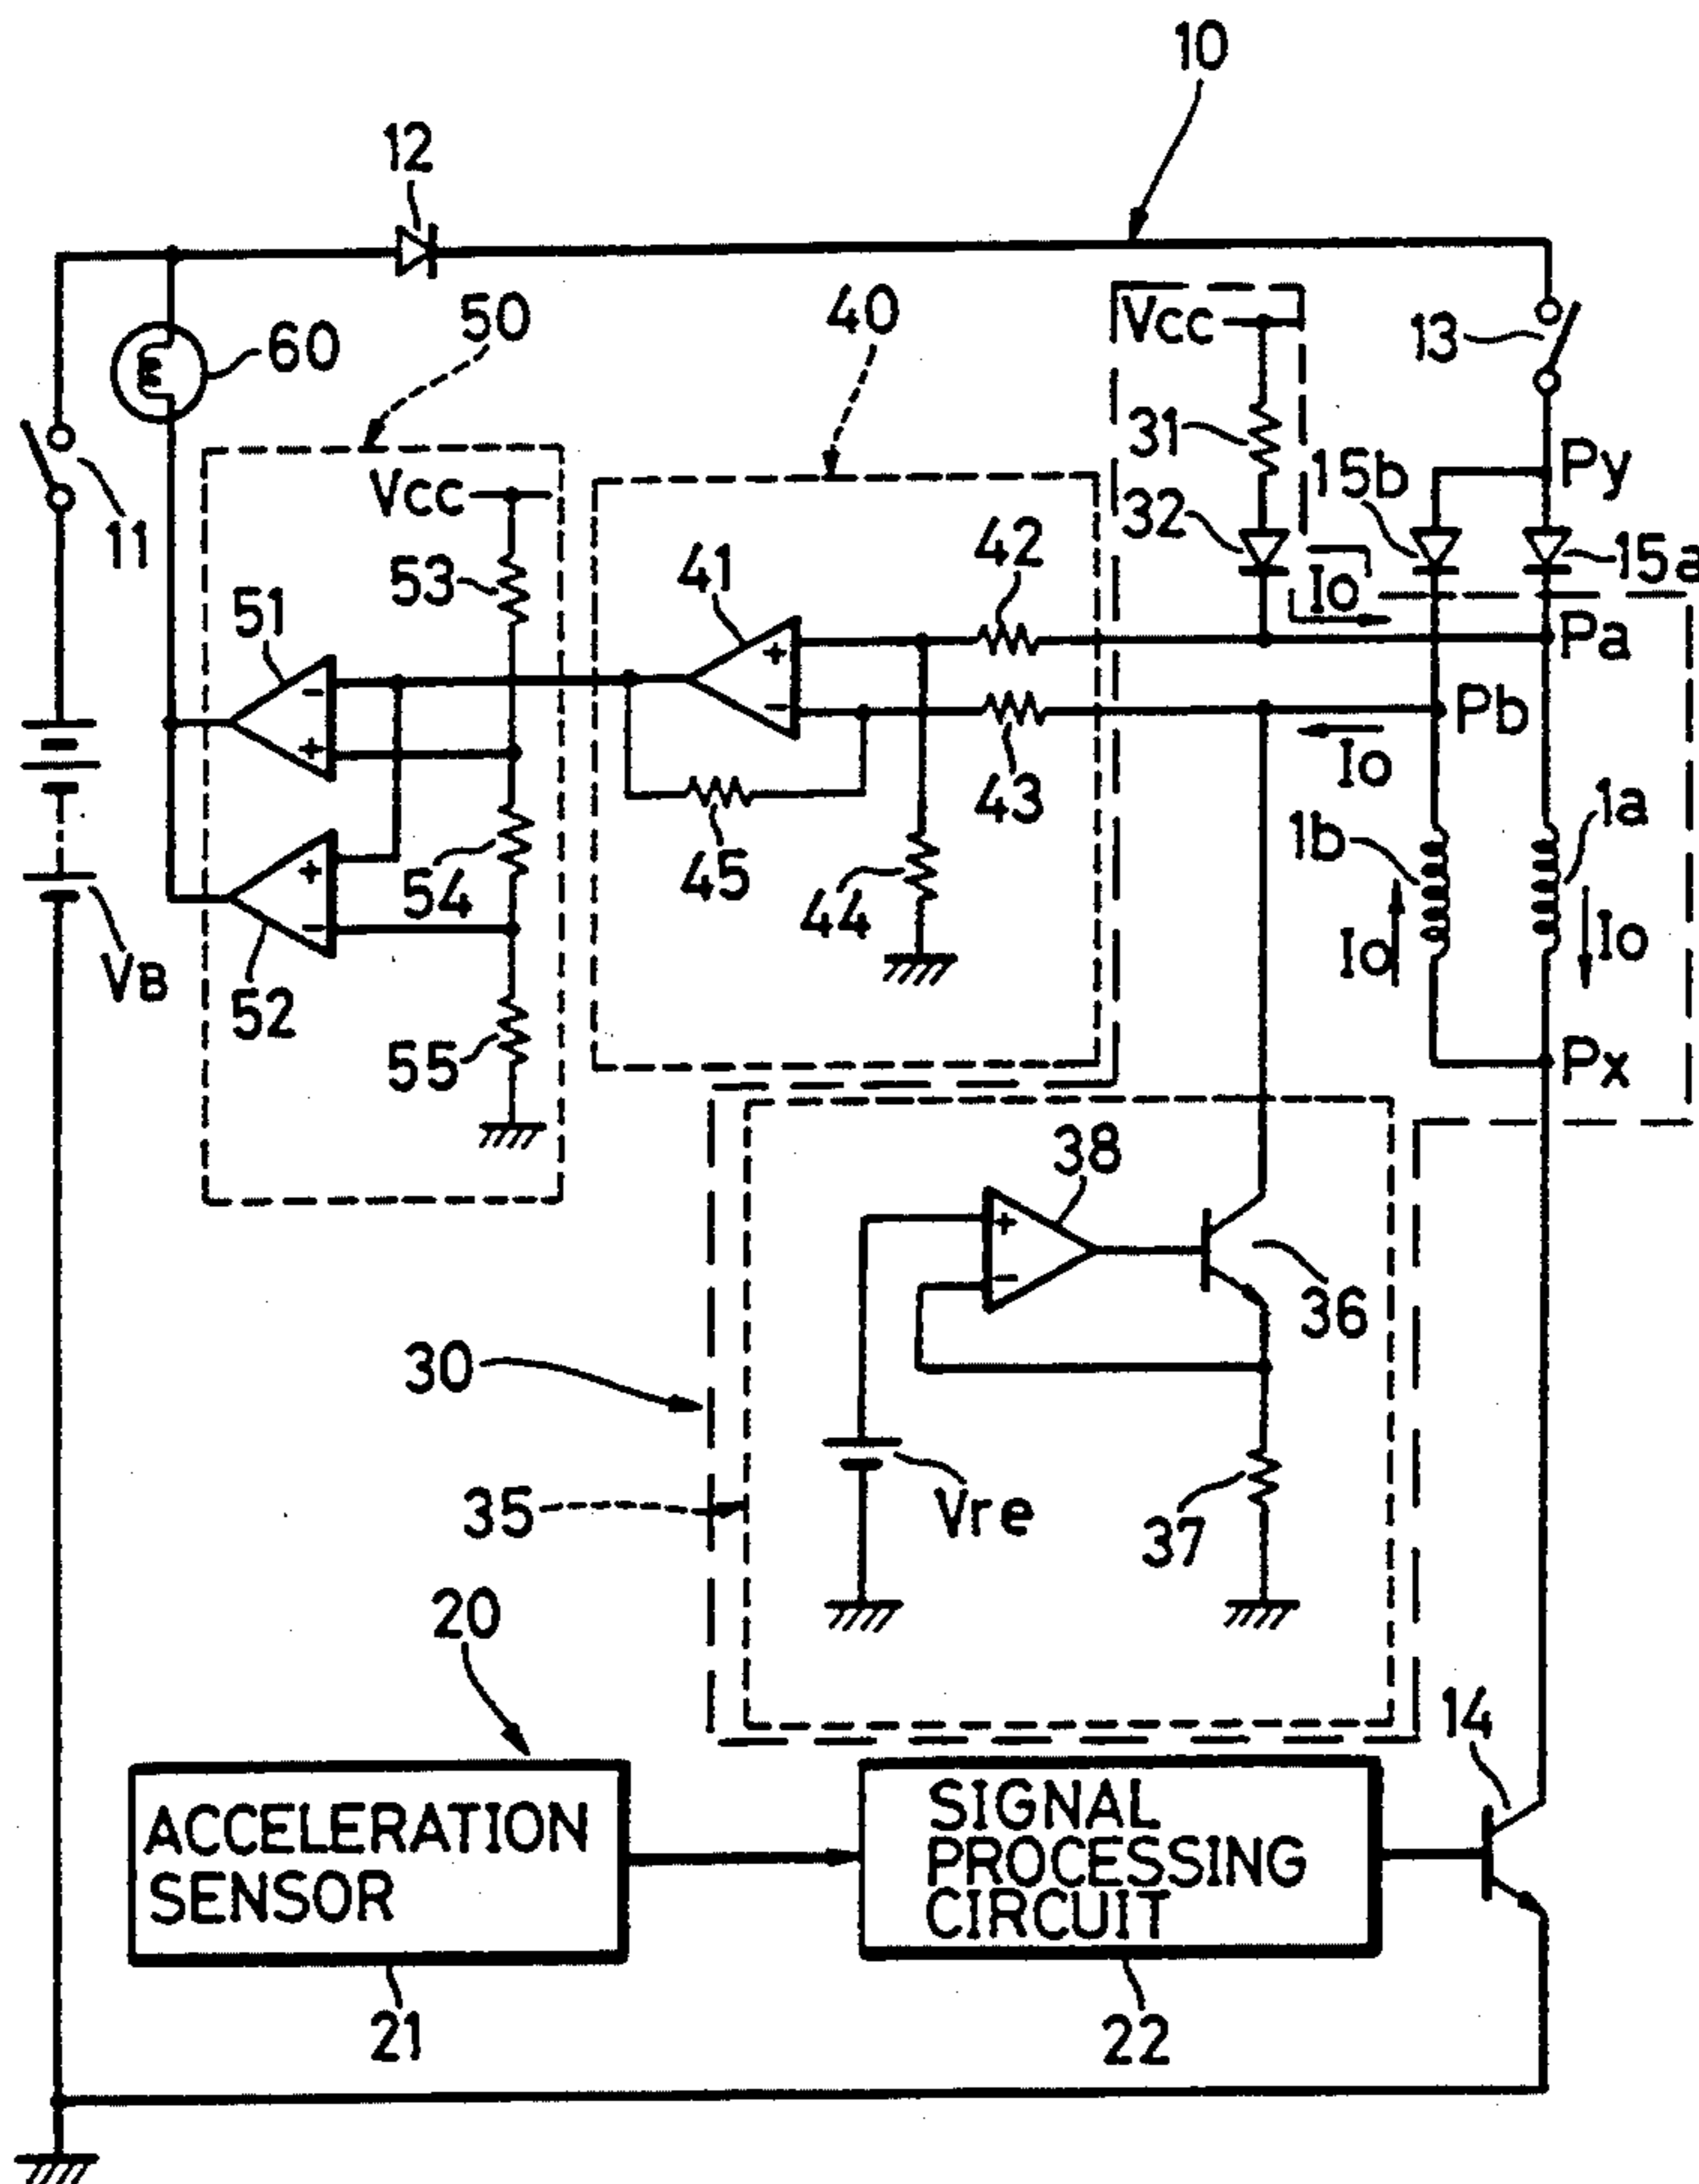 10
12
50
40
Vcc
60
13
31
15b
Py
Vcc
32
42
11
53
41
15a
Io
51
Pa
Pb
Io
43
1a
1b
54
45
44
Io
Io
VB
52
55
Px
38
36
30
Vre
35
37
20
14
ACCELERATION
SENSOR
SIGNAL
PROCESSING
CIRCUIT
21
22